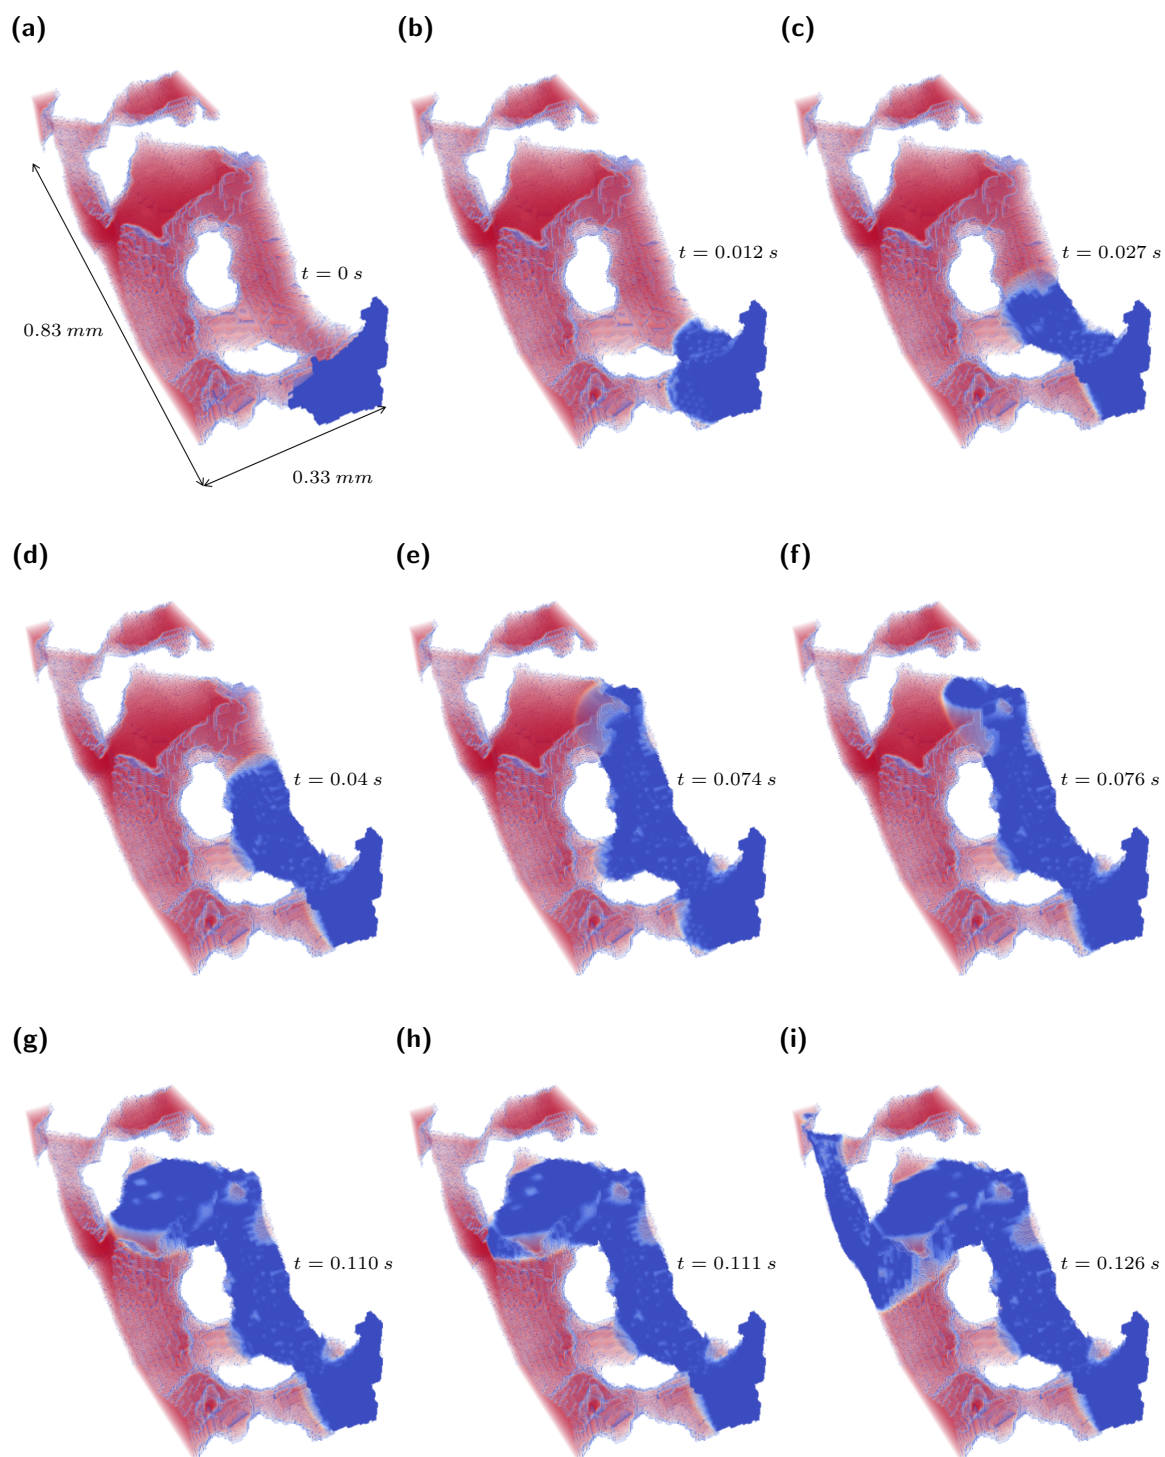 (a)
(b)
(c)
t = 0 s
t = 0.012 s
t = 0.027 s
0.83 mm
0.33 mm
(d)
(e)
(f)
t = 0.04 s
t = 0.074 s
t = 0.076 s
(g)
(h)
(i)
t = 0.110 s
t = 0.111 s
t = 0.126 s